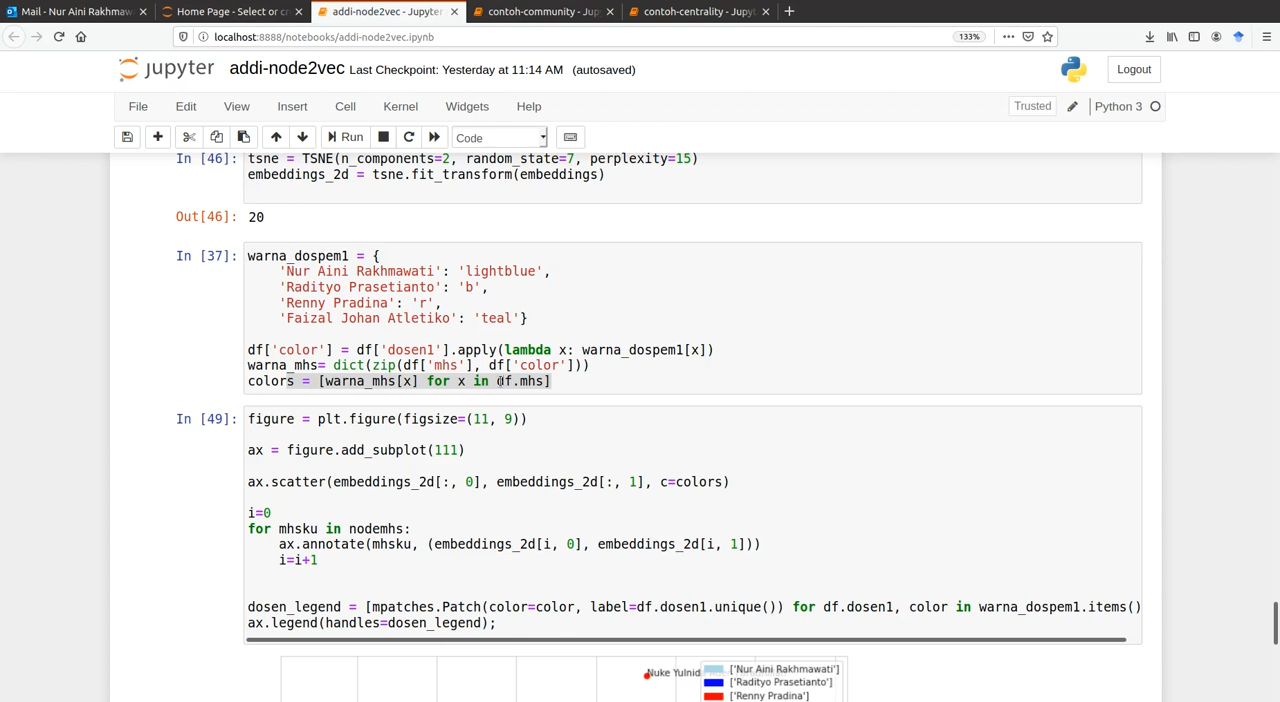 Mail - Nur Aini Rakhmaw
Home Page - Select or cr
addi-node2vec - Jupyter
contoh-community - Jup
contoh-centrality - Jupyt
localhost:8888/notebooks/addi-node2vec.ipynb
133%
jupyter addi-node2vec Last Checkpoint: Yesterday at 11:14 AM (autosaved)
Logout
File Edit View Insert Cell Kernel Widgets Help
Trusted Python 3
Run Code
In [46]: tsne = TSNE(n_components=2, random_state=7, perplexity=15)
embeddings_2d = tsne.fit_transform(embeddings)
Out[46]: 20
In [37]: warna_dospem1 = {
'Nur Aini Rakhmawati': 'lightblue',
'Radityo Prasetianto': 'b',
'Renny Pradina': 'r',
'Faizal Johan Atletiko': 'teal'}
df['color'] = df['dosen1'].apply(lambda x: warna_dospem1[x])
warna_mhs= dict(zip(df['mhs'], df['color']))
colors = [warna_mhs[x] for x in df.mhs]
In [49]: figure = plt.figure(figsize=(11, 9))
ax = figure.add_subplot(111)
ax.scatter(embeddings_2d[:, 0], embeddings_2d[:, 1], c=colors)
i=0
for mhsku in nodemhs:
ax.annotate(mhsku, (embeddings_2d[i, 0], embeddings_2d[i, 1]))
i=i+1
dosen_legend = [mpatches.Patch(color=color, label=df.dosen1.unique()) for df.dosen1, color in warna_dospem1.items()
ax.legend(handles=dosen_legend);
Nuke Yulnid
['Nur Aini Rakhmawati']
['Radityo Prasetianto']
['Renny Pradina']